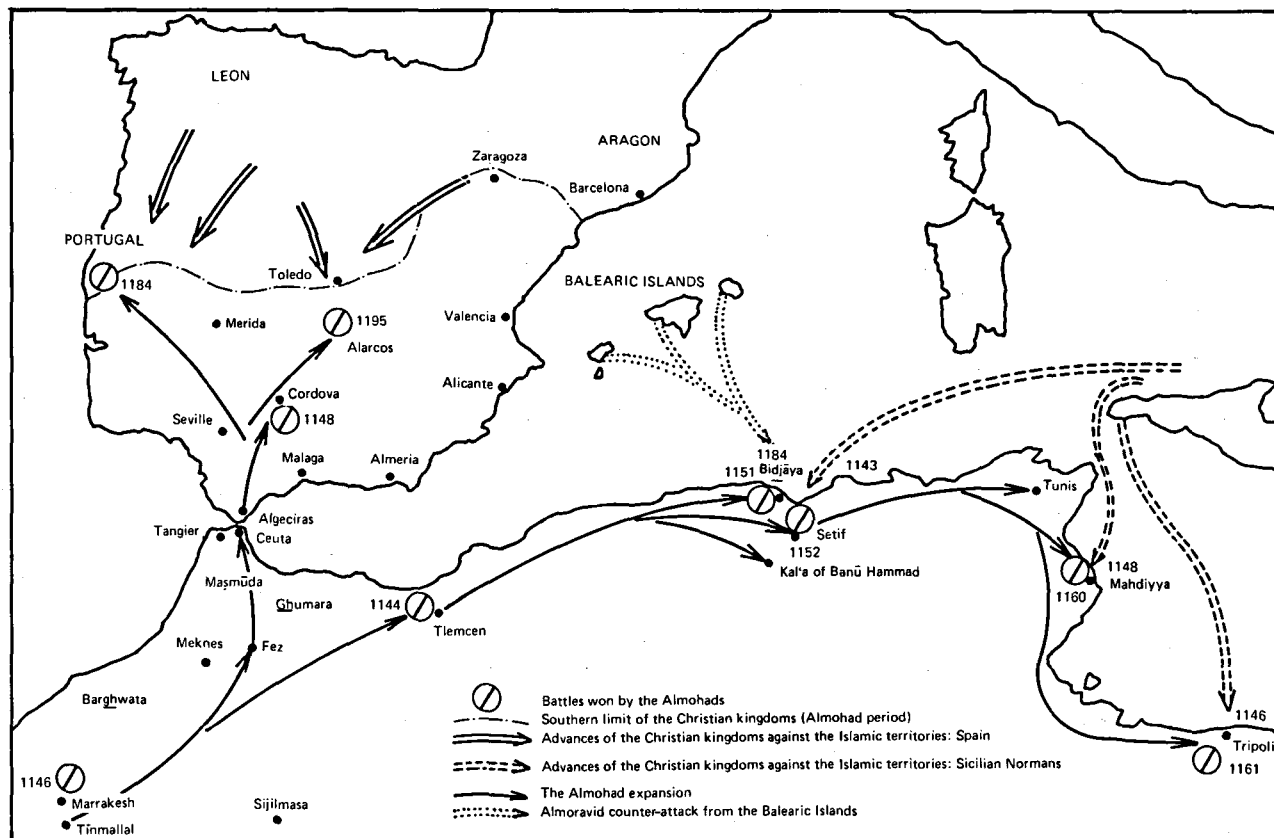 LEON
ARAGON
Zaragoza
Barcelona
PORTUGAL
1184
Toledo
BALEARIC ISLANDS
Merida
1195
Alarcos
Valencia
Alicante
Cordova
1148
Seville
Malaga
Almeria
1184
1151
Bidjāya
1143
Tunis
Algeciras
Tangier
Ceuta
Setif
1152
Kal'a of Banū Hammad
1148
Mahdiyya
1160
Maṣmūda
Ghumara
1144
Tlemcen
Meknes
Fez
Barghwata
Battles won by the Almohads
Southern limit of the Christian kingdoms (Almohad period)
Advances of the Christian kingdoms against the Islamic territories: Spain
Advances of the Christian kingdoms against the Islamic territories: Sicilian Normans
The Almohad expansion
Almoravid counter-attack from the Balearic Islands
1146
Tripoli
1161
1146
Marrakesh
Tīnmallal
Sijilmasa